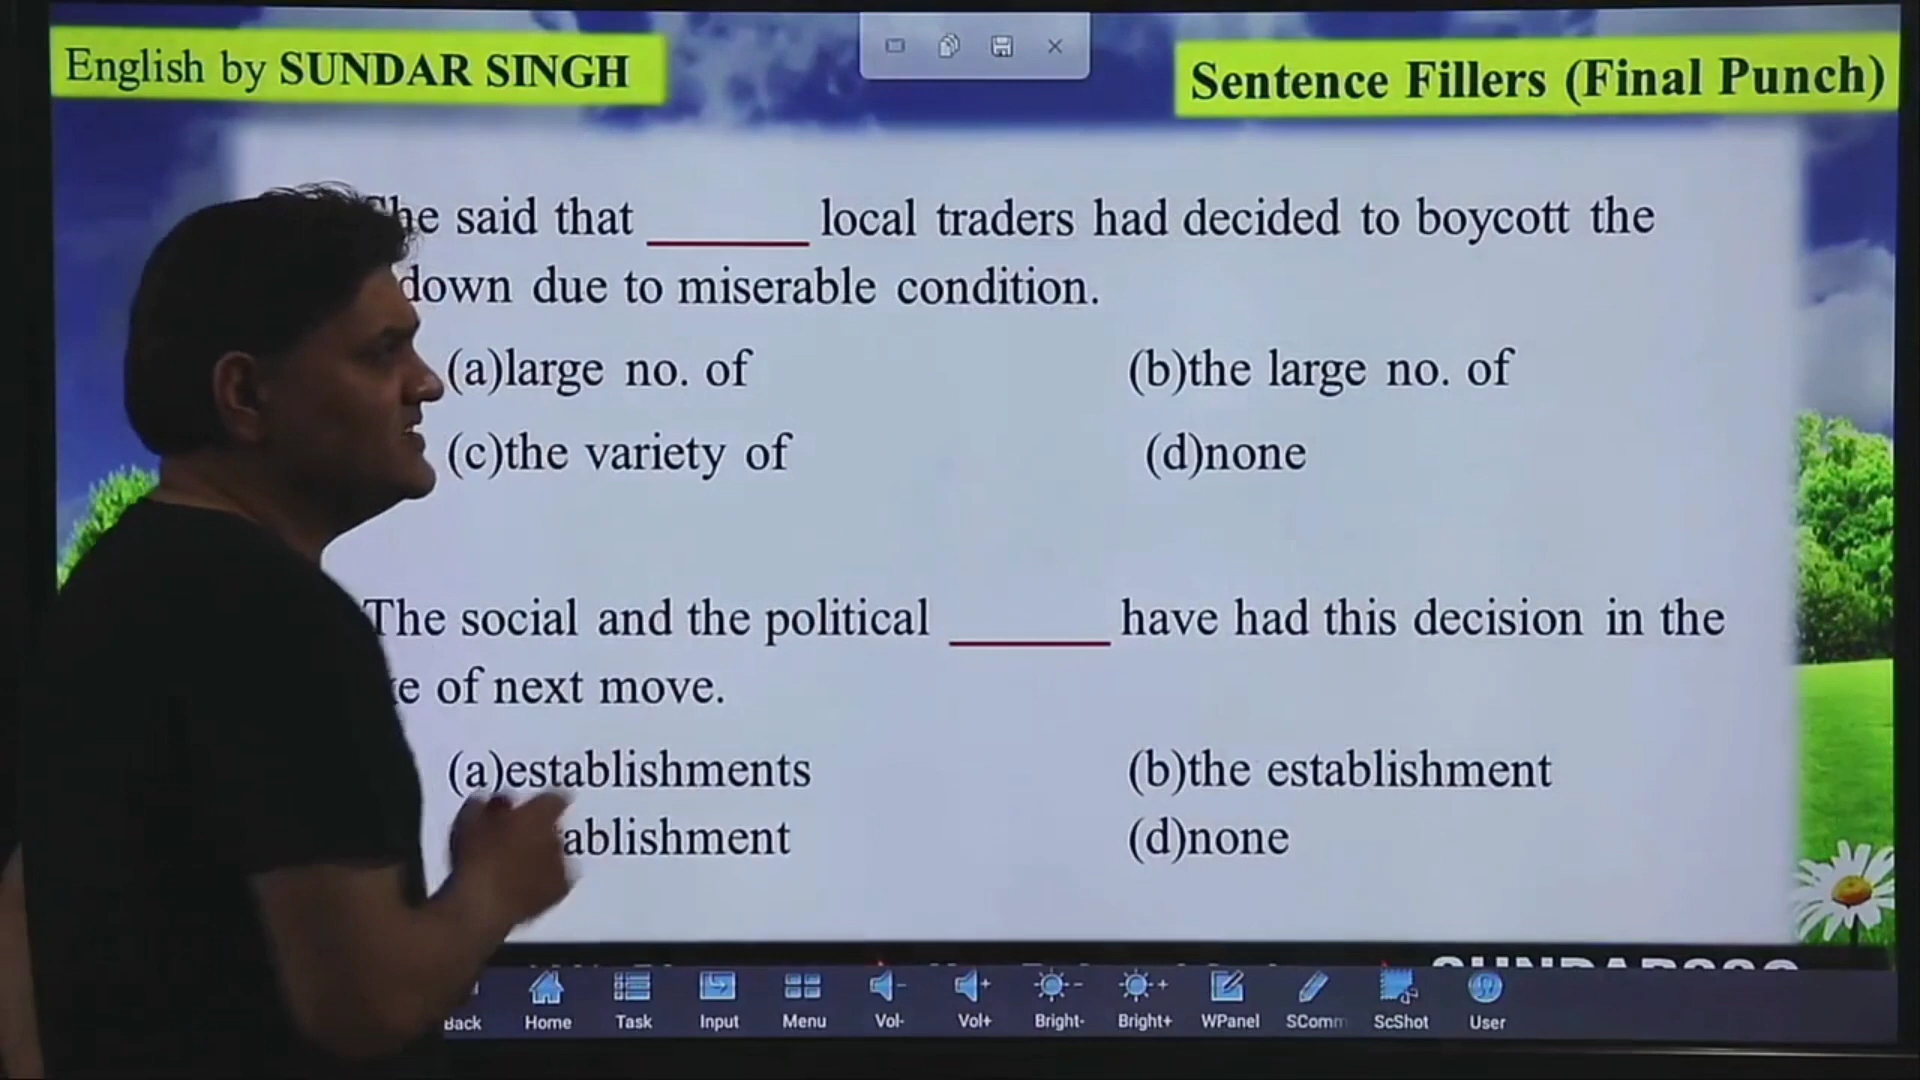 English by SUNDAR SINGH
Sentence Fillers (Final Punch)
he said that ______ local traders had decided to boycott the
down due to miserable condition.
(a)large no. of (b)the large no. of
(c)the variety of (d)none
The social and the political ______ have had this decision in the
e of next move.
(a)establishments (b)the establishment
ablishment (d)none
Back Home Task Input Menu Vol- Vol+ Bright- Bright+ WPanel SComm ScShot User